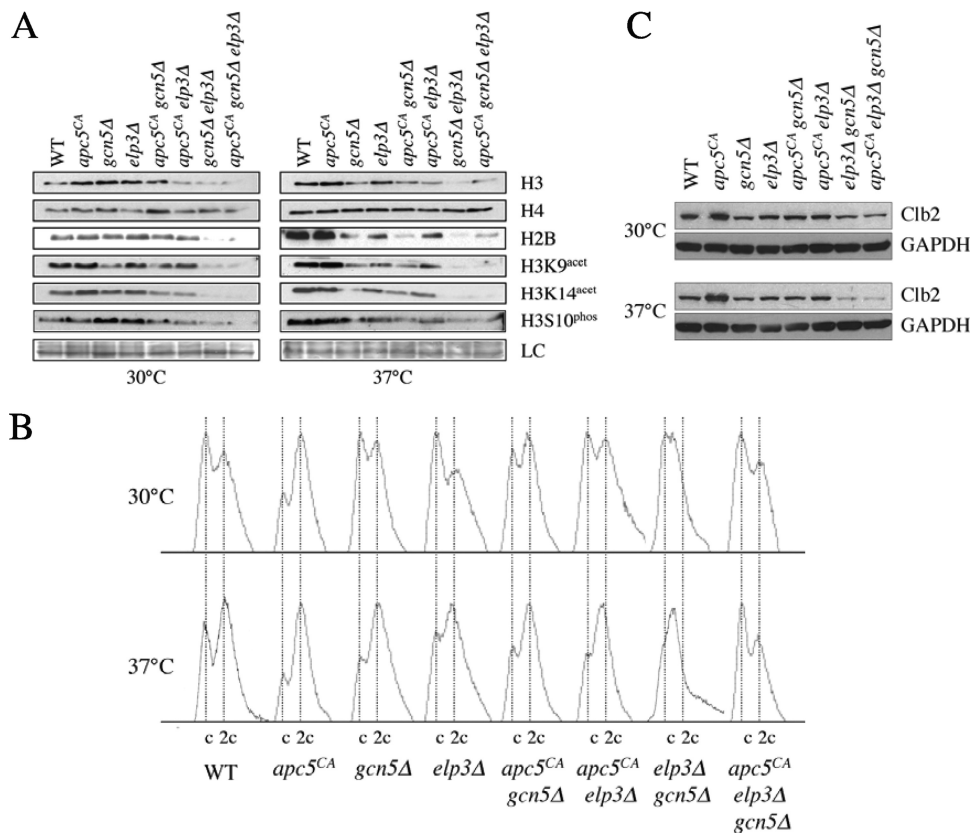 A
C
WT
apc5CA
gcn5Δ
elp3Δ
apc5CA gcn5Δ
apc5CA elp3Δ
gcn5Δ elp3Δ
apc5CA gcn5Δ elp3Δ
WT
apc5CA
gcn5Δ
elp3Δ
apc5CA gcn5Δ
apc5CA elp3Δ
gcn5Δ elp3Δ
apc5CA gcn5Δ elp3Δ
H3
H4
H2B
H3K9acet
H3K14acet
H3S10phos
LC
30°C
37°C
WT
apc5CA
gcn5Δ
elp3Δ
apc5CA gcn5Δ
apc5CA elp3Δ
elp3Δ gcn5Δ
apc5CA elp3Δ gcn5Δ
30°C
Clb2
GAPDH
37°C
Clb2
GAPDH
B
30°C
37°C
c 2c c 2c c 2c c 2c c 2c c 2c c 2c c 2c
WT
apc5CA
gcn5Δ
elp3Δ
apc5CA
gcn5Δ
apc5CA
elp3Δ
elp3Δ
gcn5Δ
apc5CA
elp3Δ
gcn5Δ